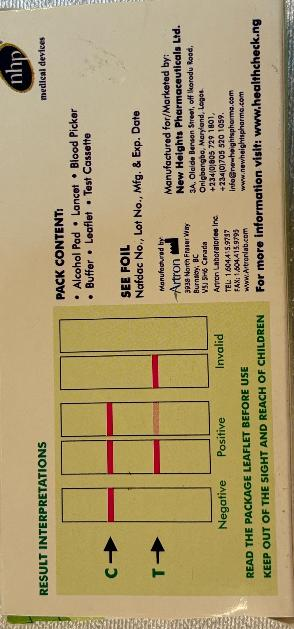 nhp
medical devices
PACK CONTENT:
• Alcohol Pad • Lancet • Blood Picker
• Buffer • Leaflet • Test Cassette
SEE FOIL
Nafdac No., Lot No., Mfg. & Exp. Date
Manufactured by:
Artron
3938 North Fraser Way
Burnaby, BC
V5J 5H6 Canada
Artron Laboratories Inc.
TEL: 1.604.415.9757
FAX: 1.604.415.9795
www.Artronlab.com
Manufactured for/Marketed by:
New Heights Pharmaceuticals Ltd.
3A, Olaide Benson Street, off Ikorodu Road,
Onigbongbo, Maryland, Lagos.
+234(0)805 729 1801,
+234(0)705 520 1059.
info@newheightspharma.com
www.newheightspharma.com
For more information visit: www.healthcheck.ng
RESULT INTERPRETATIONS
C
T
Negative
Positive
Invalid
READ THE PACKAGE LEAFLET BEFORE USE
KEEP OUT OF THE SIGHT AND REACH OF CHILDREN